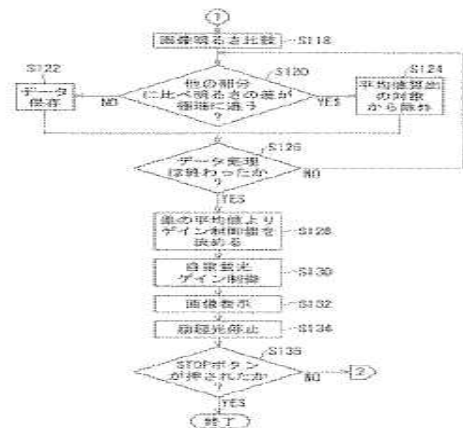 1
画像明るさ比較
S118
S122
データ
保存
NO
他の部分
に比べ明るさの差が
極端に違う
?
S120
YES
S124
平均値算出
の対象
から除外
S126
データ処理
は終わったか
?
NO
YES
差の平均値より
ゲイン制御値を
決める
S128
自家蛍光
ゲイン制御
S130
画像表示
S132
励起光停止
S134
S136
STOPボタン
が押されたか
?
NO
2
YES
終了